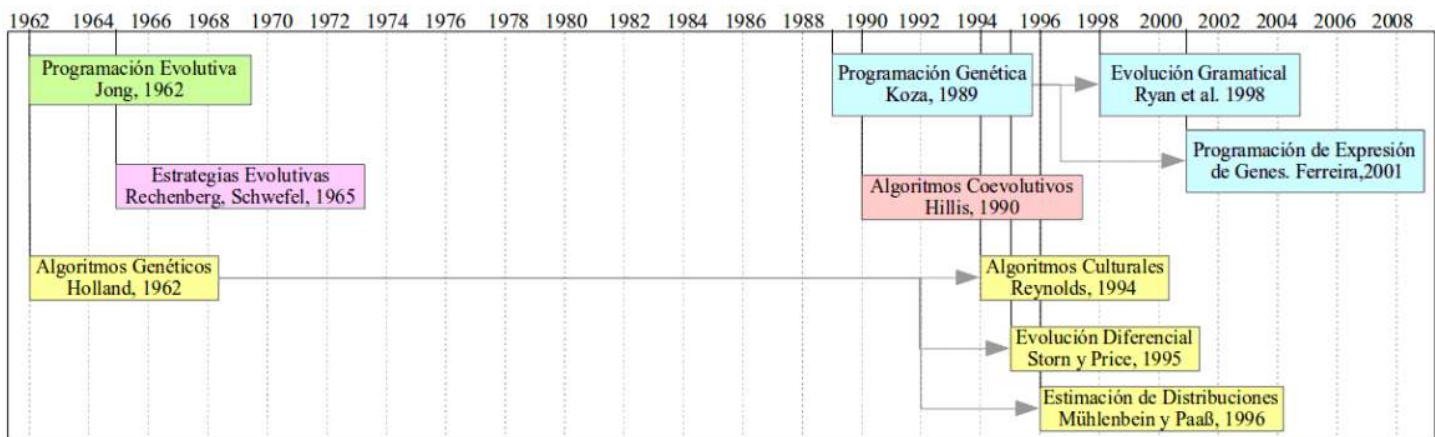 1962 1964 1966 1968 1970 1972 1974 1976 1978 1980 1982 1984 1986 1988 1990 1992 1994 1996 1998 2000 2002 2004 2006 2008
Programación Evolutiva
Jong, 1962
Programación Genética
Koza, 1989
Evolución Gramatical
Ryan et al. 1998
Programación de Expresión
de Genes. Ferreira,2001
Estrategias Evolutivas
Rechenberg, Schwefel, 1965
Algoritmos Coevolutivos
Hillis, 1990
Algoritmos Genéticos
Holland, 1962
Algoritmos Culturales
Reynolds, 1994
Evolución Diferencial
Storn y Price, 1995
Estimación de Distribuciones
Mühlenbein y Paaß, 1996